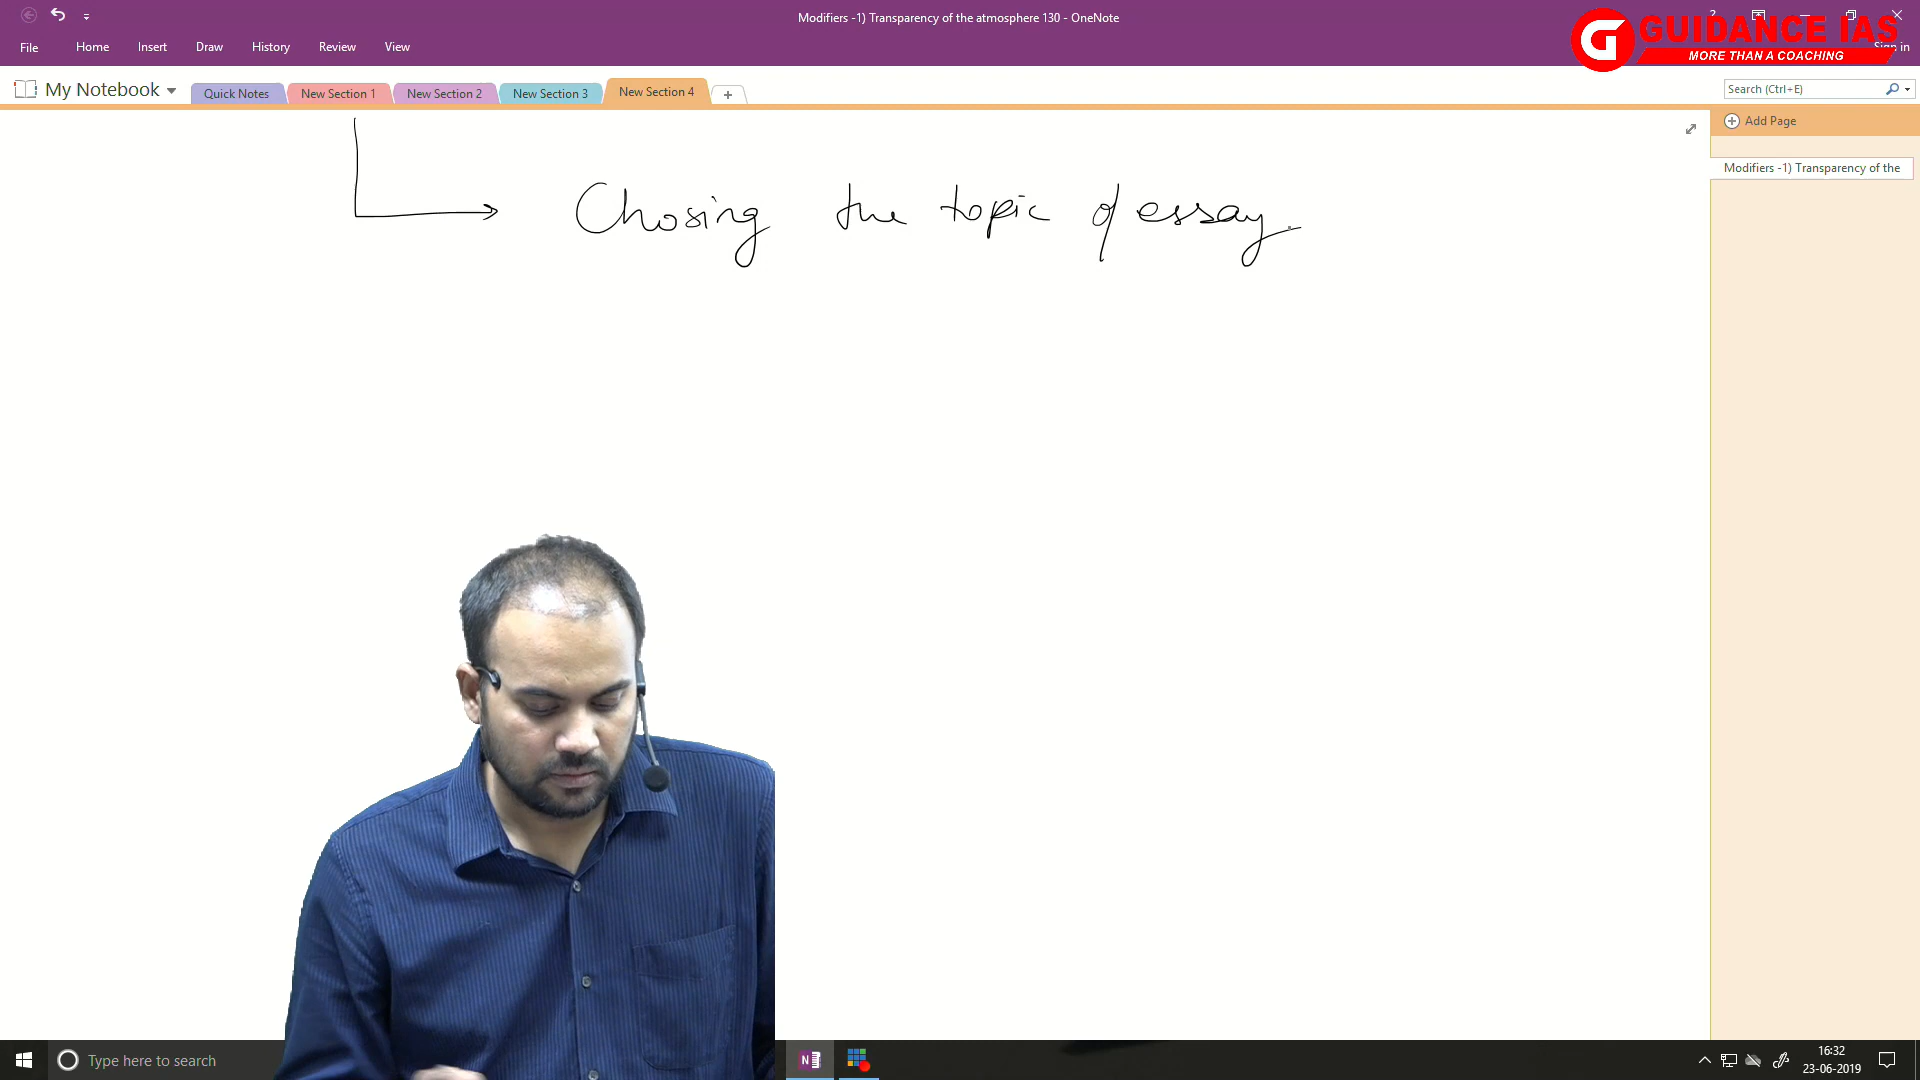 Modifiers -1) Transparency of the atmosphere 130 - OneNote
?
GUIDANCE IAS
MORE THAN A COACHING
File Home Insert Draw History Review View
Sign in
My Notebook Quick Notes New Section 1 New Section 2 New Section 3 New Section 4 +
Search (Ctrl+E)
Add Page
Modifiers -1) Transparency of the
Chosing the topic of essay
Type here to search
N
16:32
23-06-2019